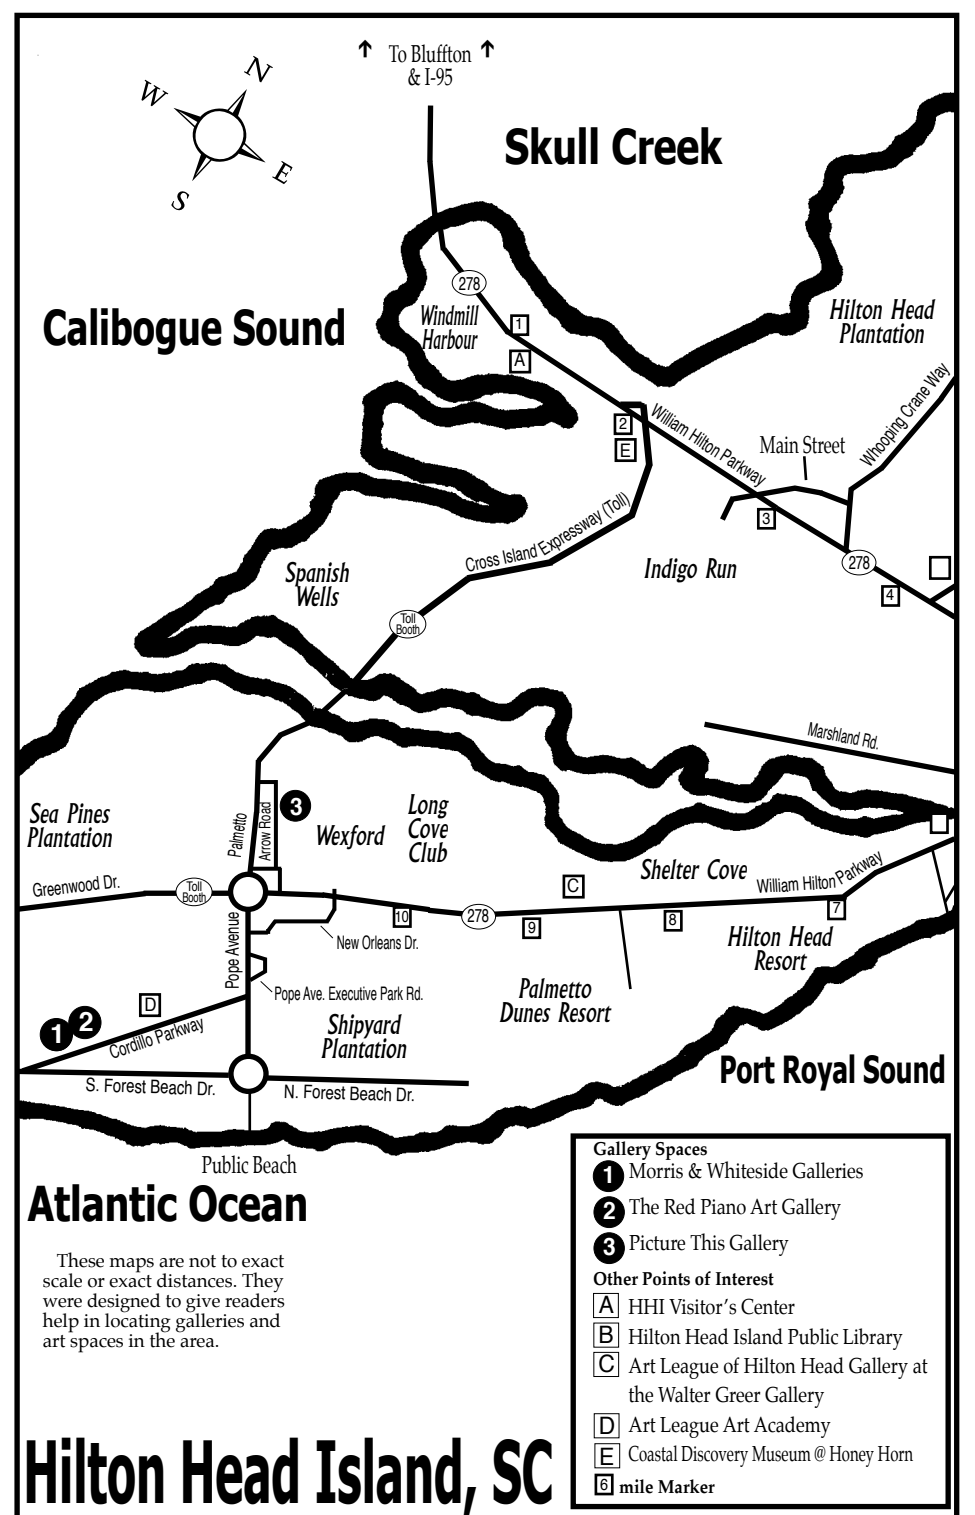 To Bluffton
& I-95
N
W
E
S
Skull Creek
Calibogue Sound
278
Windmill
Harbour
Hilton Head
Plantation
1
A
2
E
William Hilton Parkway
Main Street
Whooping Crane Way
3
Cross Island Expressway (Toll)
Indigo Run
278
4
Spanish
Wells
Toll
Booth
Marshland Rd.
Sea Pines
Plantation
Palmetto
Arrow Road
3
Wexford
Long
Cove
Club
Shelter Cove
Greenwood Dr.
Toll
Booth
C
William Hilton Parkway
10
278
9
8
7
Pope Avenue
New Orleans Dr.
Hilton Head
Resort
Pope Ave. Executive Park Rd.
Palmetto
Dunes Resort
D
1
2
Cordillo Parkway
Shipyard
Plantation
Port Royal Sound
S. Forest Beach Dr.
N. Forest Beach Dr.
Public Beach
Atlantic Ocean
These maps are not to exact
scale or exact distances. They
were designed to give readers
help in locating galleries and
art spaces in the area.
Gallery Spaces
1 Morris & Whiteside Galleries
2 The Red Piano Art Gallery
3 Picture This Gallery
Other Points of Interest
A HHI Visitor's Center
B Hilton Head Island Public Library
C Art League of Hilton Head Gallery at
the Walter Greer Gallery
D Art League Art Academy
E Coastal Discovery Museum @ Honey Horn
6 mile Marker
Hilton Head Island, SC